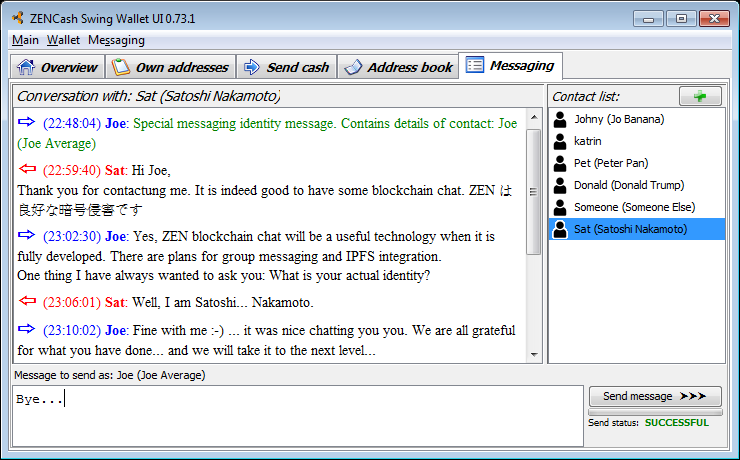 ZENCash Swing Wallet UI 0.73.1
Main Wallet Messaging
Overview Own addresses Send cash Address book Messaging
Conversation with: Sat (Satoshi Nakamoto)
(22:48:04) Joe: Special messaging identity message. Contains details of contact: Joe
(Joe Average)
(22:59:40) Sat: Hi Joe,
Thank you for contactung me. It is indeed good to have some blockchain chat. ZEN は
良好な暗号侵害です
(23:02:30) Joe: Yes, ZEN blockchain chat will be a useful technology when it is
fully developed. There are plans for group messaging and IPFS integration.
One thing I have always wanted to ask you: What is your actual identity?
(23:06:01) Sat: Well, I am Satoshi... Nakamoto.
(23:10:02) Joe: Fine with me :-) ... it was nice chatting you you. We are all grateful
for what you have done... and we will take it to the next level...
Contact list:
Johny (Jo Banana)
katrin
Pet (Peter Pan)
Donald (Donald Trump)
Someone (Someone Else)
Sat (Satoshi Nakamoto)
Message to send as: Joe (Joe Average)
Bye...
Send message
Send status: SUCCESSFUL